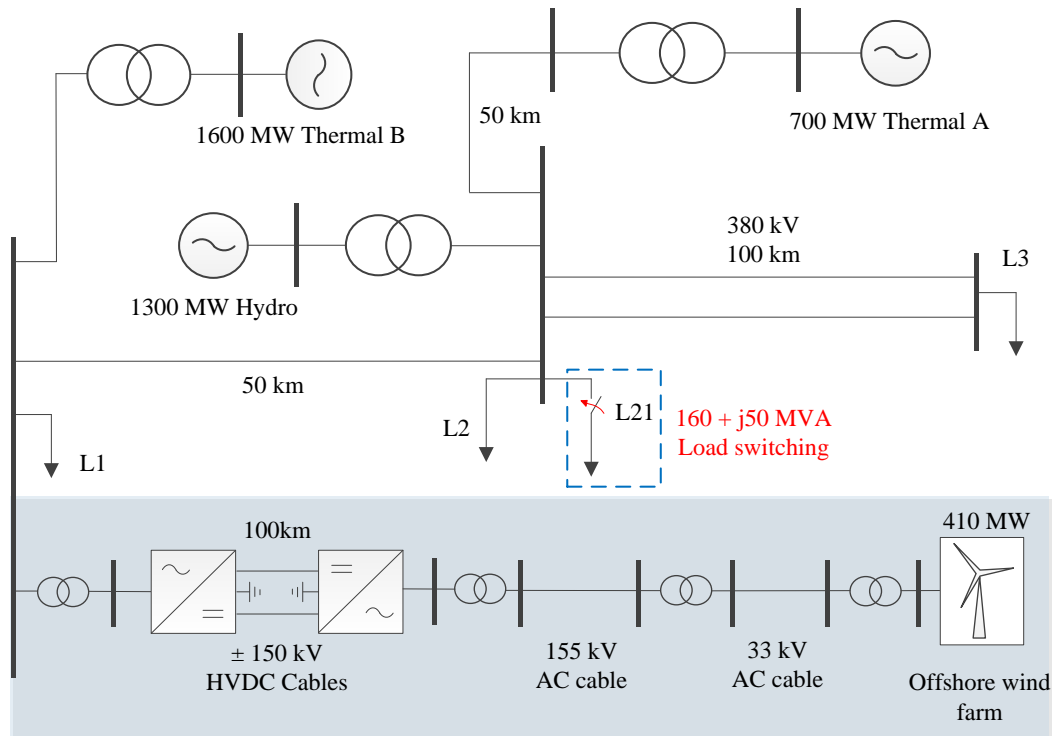 1600 MW Thermal B
50 km
700 MW Thermal A
1300 MW Hydro
380 kV
100 km
L3
50 km
L2
L21
160 + j50 MVA
Load switching
L1
100km
410 MW
± 150 kV
HVDC Cables
155 kV
AC cable
33 kV
AC cable
Offshore wind
farm